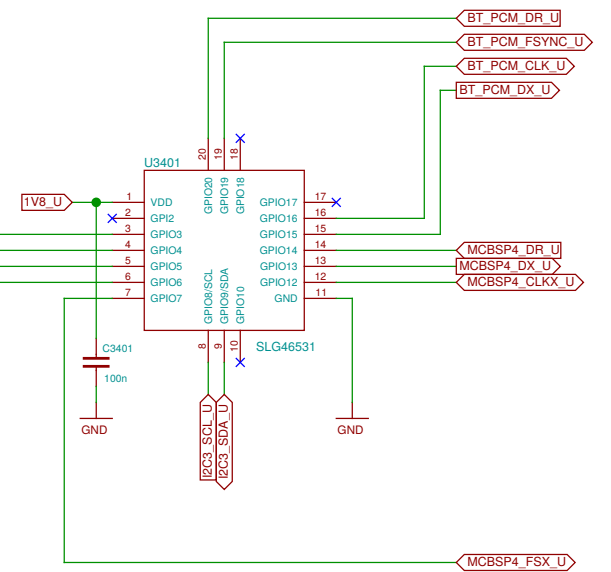 BT_PCM_DR_U
BT_PCM_FSYNC_U
BT_PCM_CLK_U
BT_PCM_DX_U
20
19
18
U3401
GPIO20
GPIO19
GPIO18
1V8_U
1
VDD
GPIO17
17
2
GPI2
GPIO16
16
3
GPIO3
GPIO15
15
4
GPIO4
GPIO14
14
MCBSP4_DR_U
5
GPIO5
GPIO13
13
MCBSP4_DX_U
6
GPIO6
GPIO12
12
MCBSP4_CLKX_U
7
GPIO7
GND
11
GPIO8/SCL
GPIO9/SDA
GPIO10
8
9
10
SLG46531
C3401
100n
GND
GND
I2C3_SCL_U
I2C3_SDA_U
MCBSP4_FSX_U